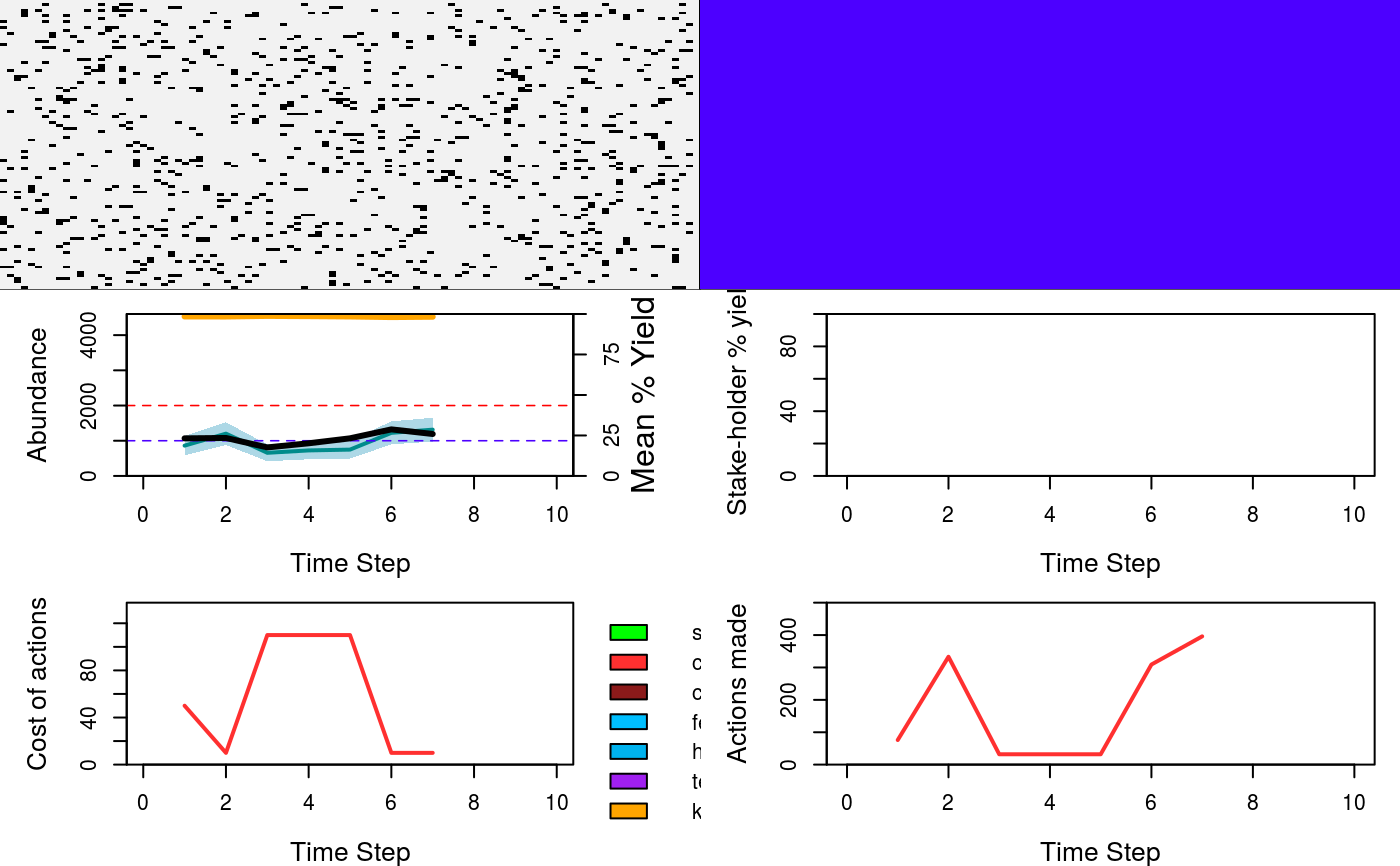 Abundance
0
2000
4000
0
25
75
Mean % Yield
0 2 4 6 8 10
Time Step
Stake-holder % yiel
0
40
80
0 2 4 6 8 10
Time Step
Cost of actions
0
40
80
0 2 4 6 8 10
Time Step
s
c
c
fe
h
te
k
Actions made
0
200
400
0 2 4 6 8 10
Time Step